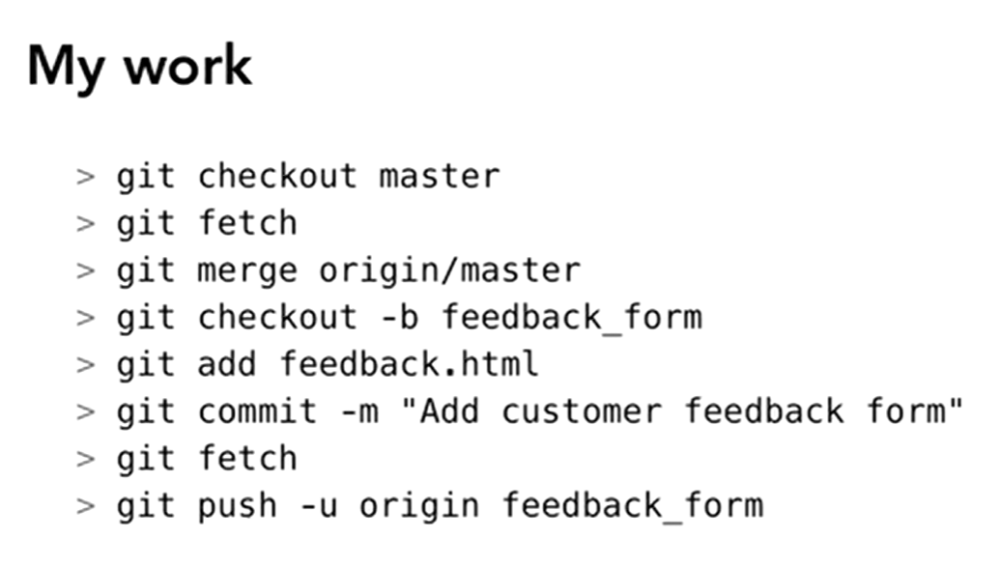 My work
> git checkout master
> git fetch
> git merge origin/master
> git checkout -b feedback_form
> git add feedback.html
> git commit -m "Add customer feedback form"
> git fetch
> git push -u origin feedback_form